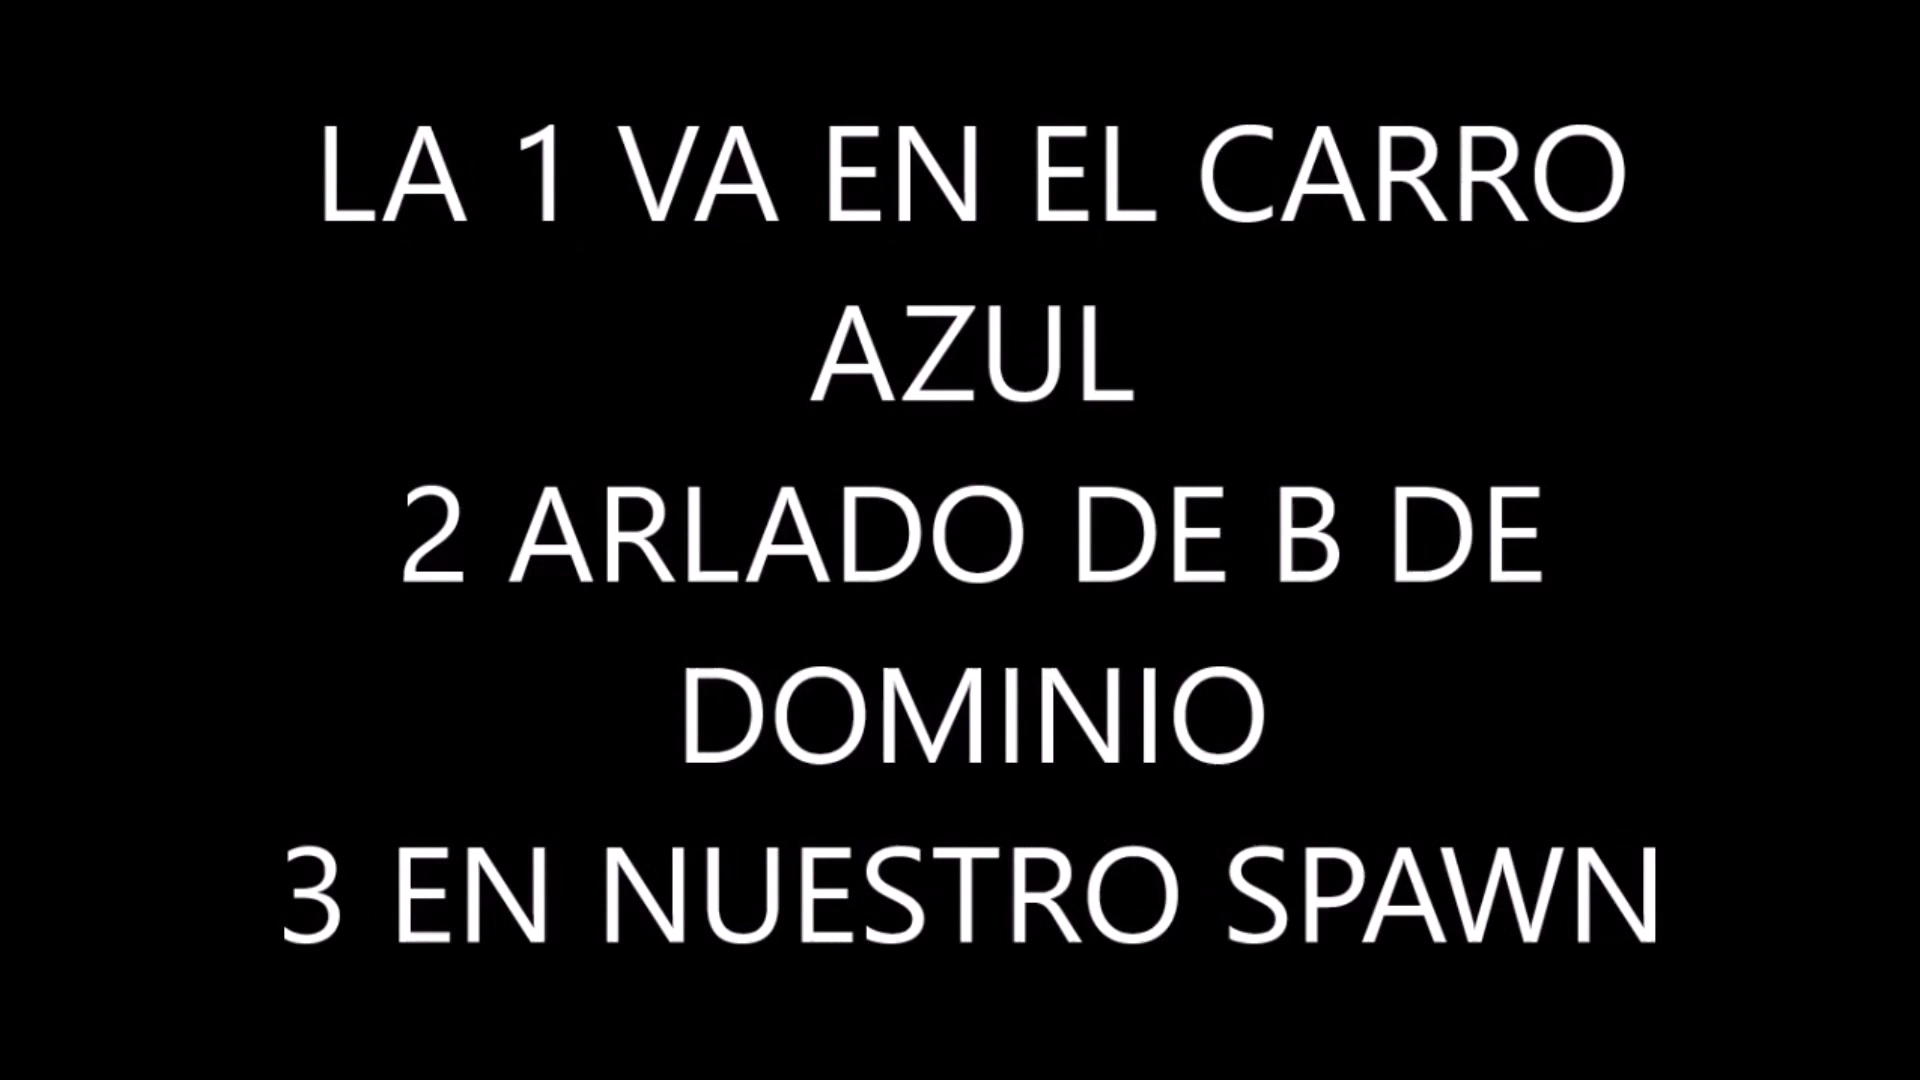 LA 1 VA EN EL CARRO
AZUL
2 ARLADO DE B DE
DOMINIO
3 EN NUESTRO SPAWN